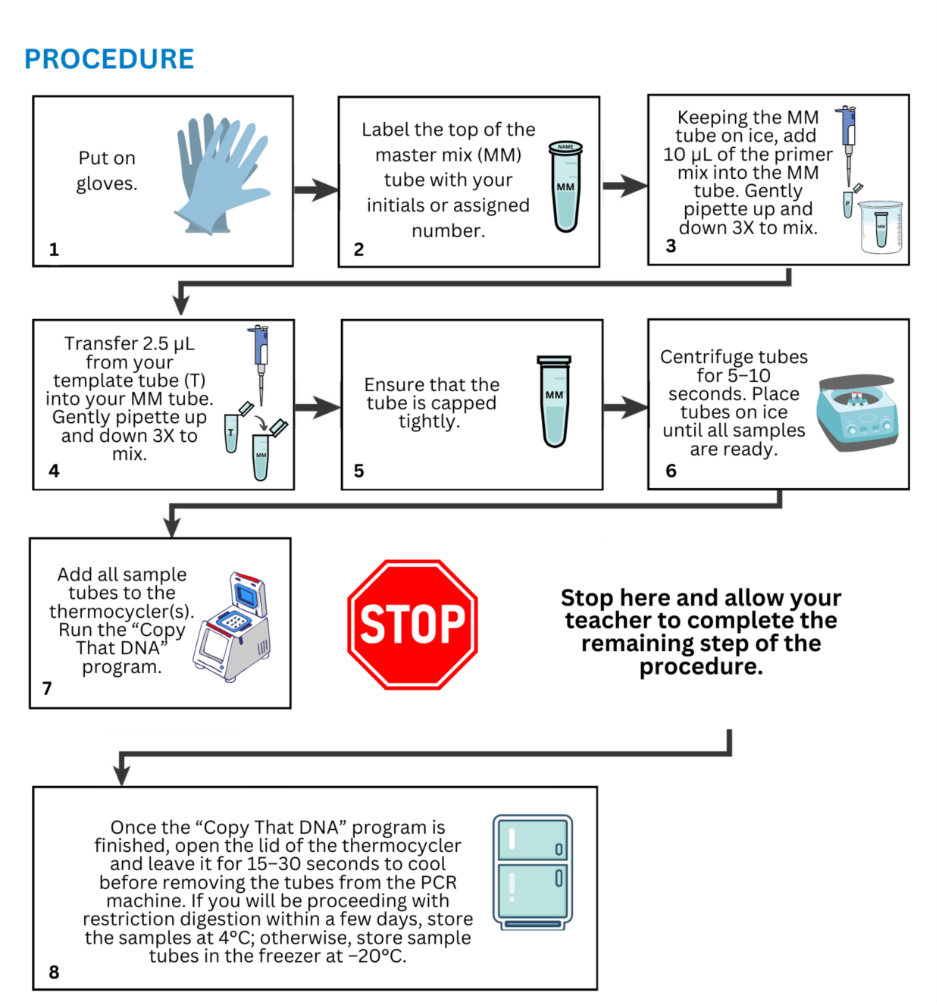 PROCEDURE
Put on
gloves.
1
Label the top of the
master mix (MM)
tube with your
initials or assigned
number.
NAME
MM
2
Keeping the MM
tube on ice, add
10 µL of the primer
mix into the MM
tube. Gently
pipette up and
down 3X to mix.
P
MM
3
Transfer 2.5 µL
from your
template tube (T)
into your MM tube.
Gently pipette up
and down 3X to
mix.
T
MM
4
Ensure that the
tube is capped
tightly.
MM
5
Centrifuge tubes
for 5–10
seconds. Place
tubes on ice
until all samples
are ready.
6
Add all sample
tubes to the
thermocycler(s).
Run the “Copy
That DNA”
program.
7
STOP
Stop here and allow your
teacher to complete the
remaining step of the
procedure.
Once the “Copy That DNA” program is
finished, open the lid of the thermocycler
and leave it for 15–30 seconds to cool
before removing the tubes from the PCR
machine. If you will be proceeding with
restriction digestion within a few days, store
the samples at 4°C; otherwise, store sample
tubes in the freezer at –20°C.
8